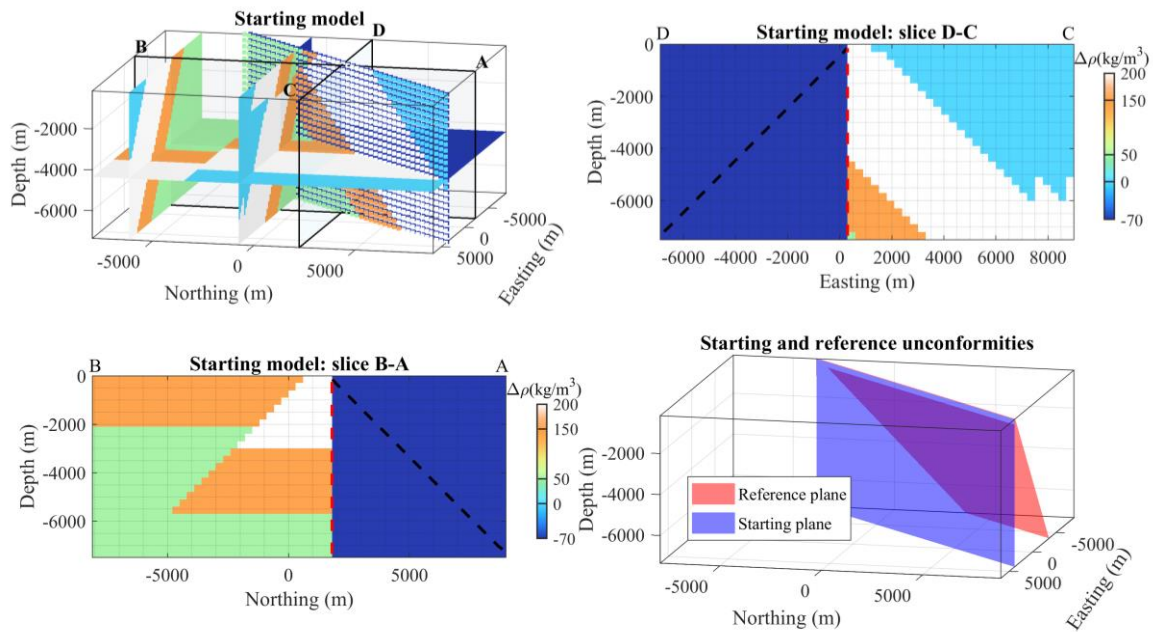 Starting model
D
B
A
C
-2000
-4000
-6000
Depth (m)
-5000
0
5000
Northing (m)
-5000
0
5000
Easting (m)
Starting model: slice D-C
D
C
Δρ(kg/m³)
0
-2000
-4000
-6000
Depth (m)
-6000 -4000 -2000 0 2000 4000 6000 8000
Easting (m)
200
150
50
0
-70
Starting model: slice B-A
B
A
Δρ(kg/m³)
0
-2000
-4000
-6000
Depth (m)
-5000 0 5000
Northing (m)
200
150
50
0
-70
Starting and reference unconformities
-2000
-4000
-6000
Depth (m)
Reference plane
Starting plane
-5000
0
5000
Northing (m)
-5000
0
5000
Easting (m)